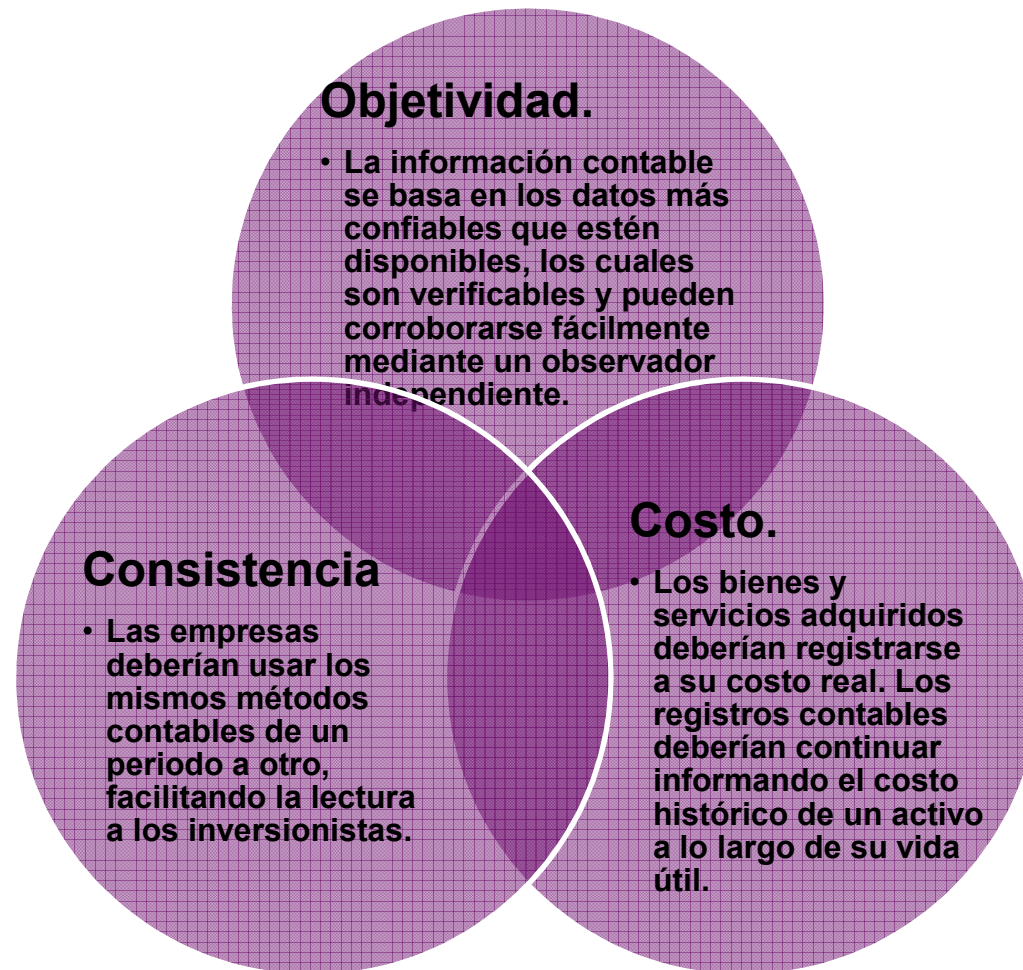 Objetividad.
• La información contable
se basa en los datos más
confiables que estén
disponibles, los cuales
son verificables y pueden
corroborarse fácilmente
mediante un observador
independiente.
Consistencia
• Las empresas
deberían usar los
mismos métodos
contables de un
periodo a otro,
facilitando la lectura
a los inversionistas.
Costo.
• Los bienes y
servicios adquiridos
deberían registrarse
a su costo real. Los
registros contables
deberían continuar
informando el costo
histórico de un activo
a lo largo de su vida
útil.